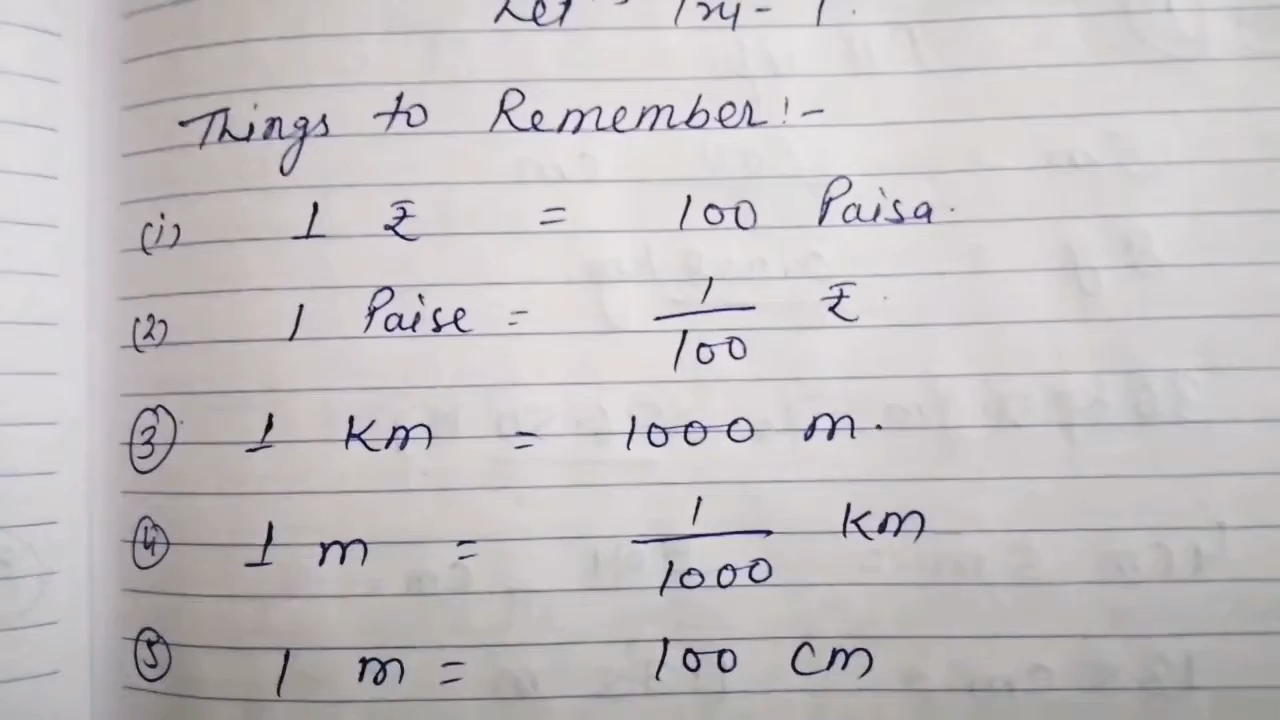 Things to Remember:-
(i) 1 ₹ = 100 Paisa.
(2) 1 Paise = 1/100 ₹.
③ 1 Km = 1000 m.
④ 1 m = 1/1000 km
⑤ 1 m = 100 cm